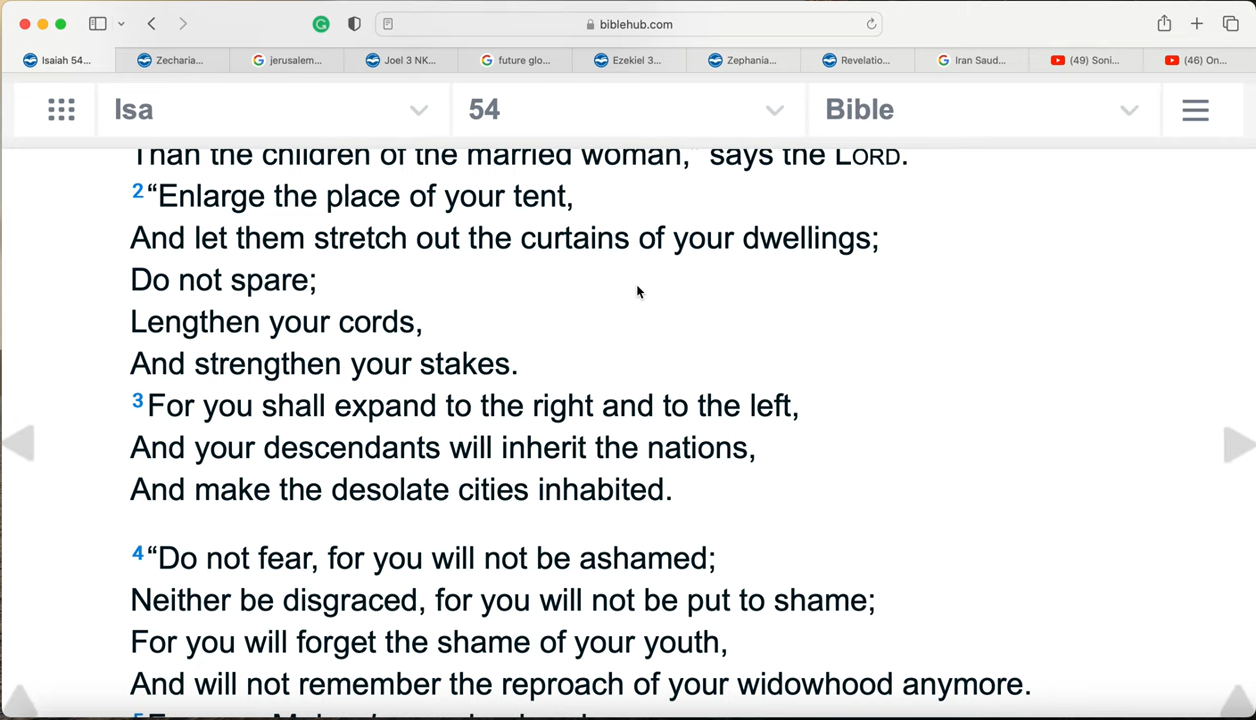 biblehub.com
Isaiah 54...
Zecharia...
jerusalem...
Joel 3 NK...
future glo...
Ezekiel 3...
Zephania...
Revelatio...
Iran Saud...
(49) Soni...
(46) On...
Isa
54
Bible
Than the children of the married woman,” says the LORD.
2 “Enlarge the place of your tent,
And let them stretch out the curtains of your dwellings;
Do not spare;
Lengthen your cords,
And strengthen your stakes.
3 For you shall expand to the right and to the left,
And your descendants will inherit the nations,
And make the desolate cities inhabited.
4 “Do not fear, for you will not be ashamed;
Neither be disgraced, for you will not be put to shame;
For you will forget the shame of your youth,
And will not remember the reproach of your widowhood anymore.